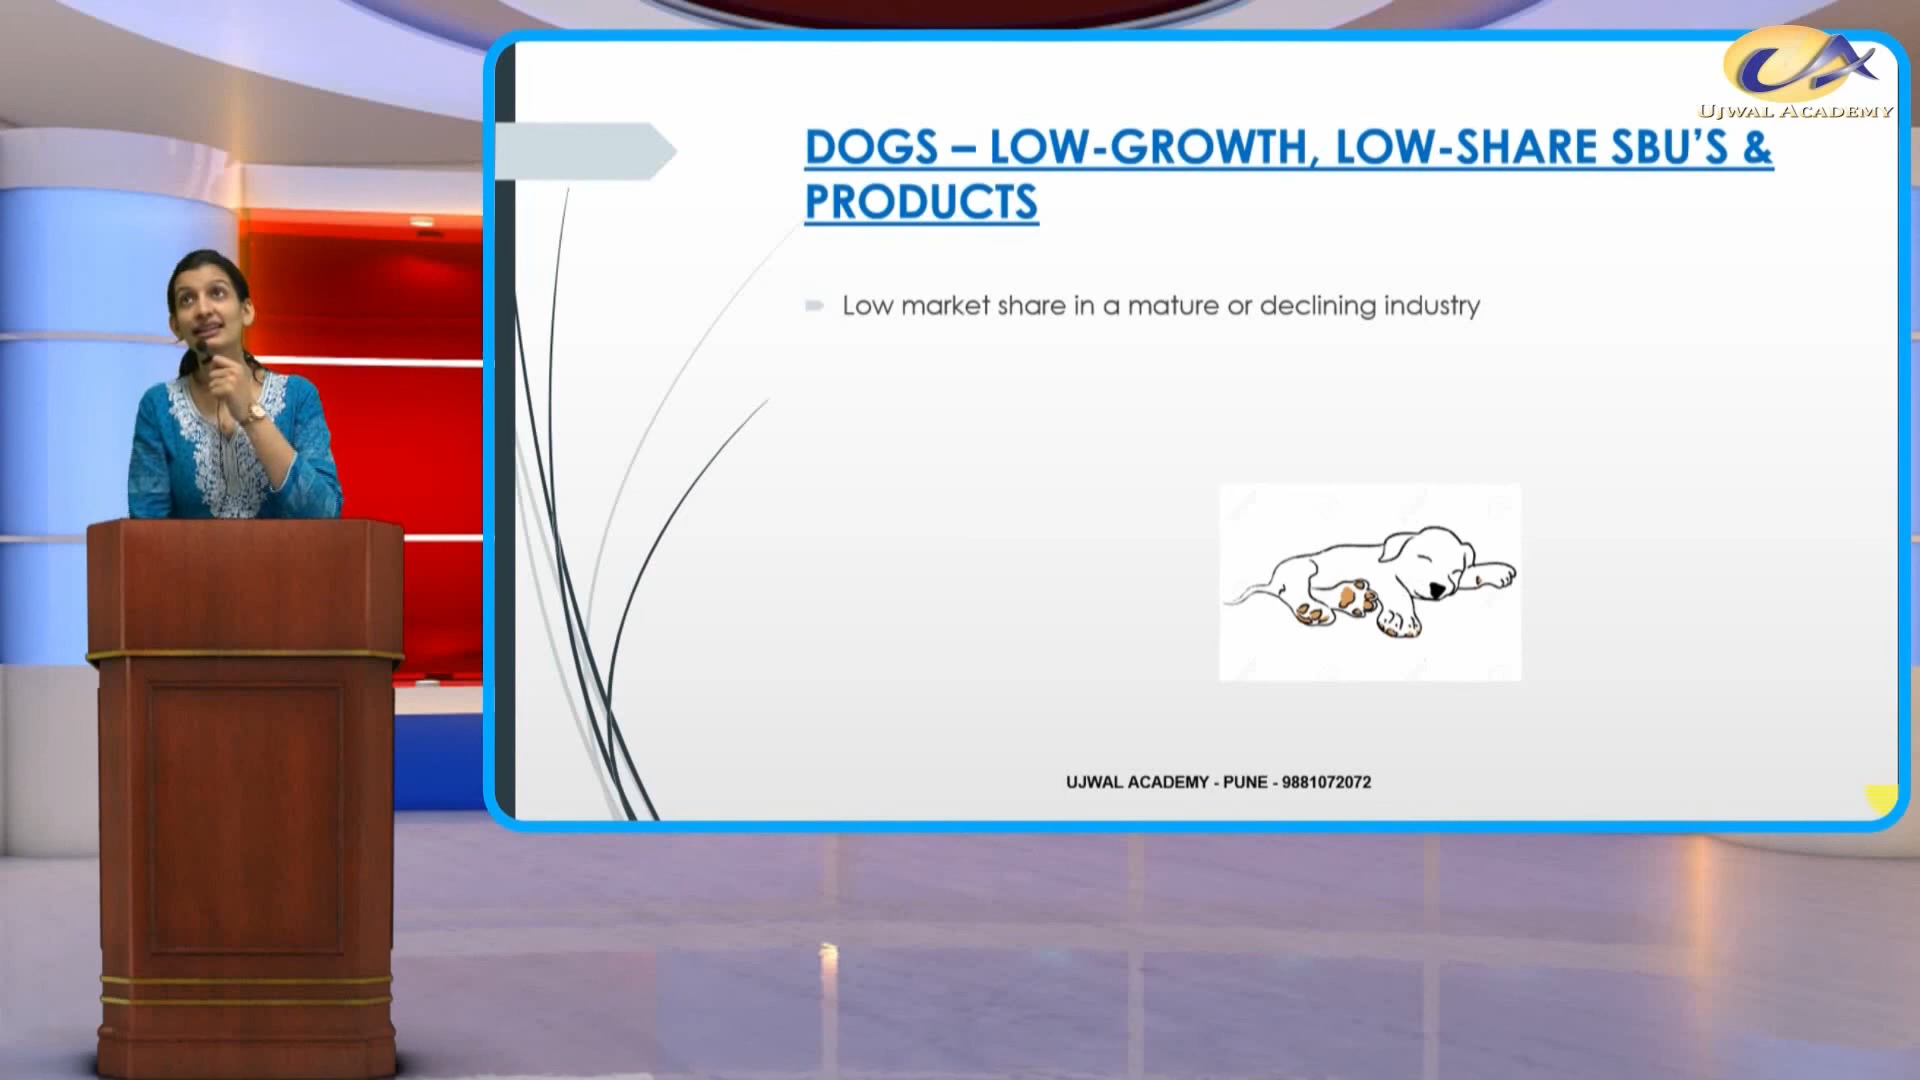 UJWAL ACADEMY
DOGS – LOW-GROWTH, LOW-SHARE SBU'S &
PRODUCTS
Low market share in a mature or declining industry
UJWAL ACADEMY - PUNE - 9881072072